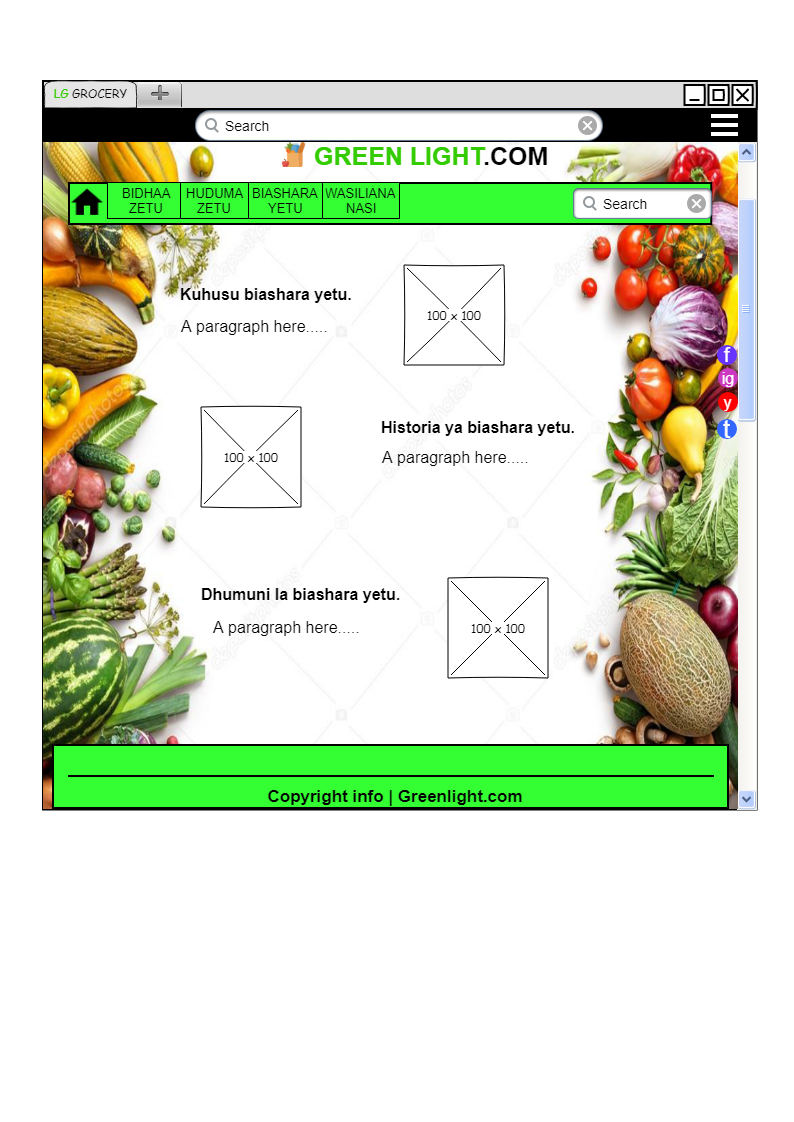 LG GROCERY
Search
GREEN LIGHT.COM
BIDHAA ZETU
HUDUMA ZETU
BIASHARA YETU
WASILIANA NASI
Search
Kuhusu biashara yetu.
A paragraph here.....
100 x 100
f
ig
y
t
100 x 100
Historia ya biashara yetu.
A paragraph here.....
Dhumuni la biashara yetu.
A paragraph here.....
100 x 100
Copyright info | Greenlight.com